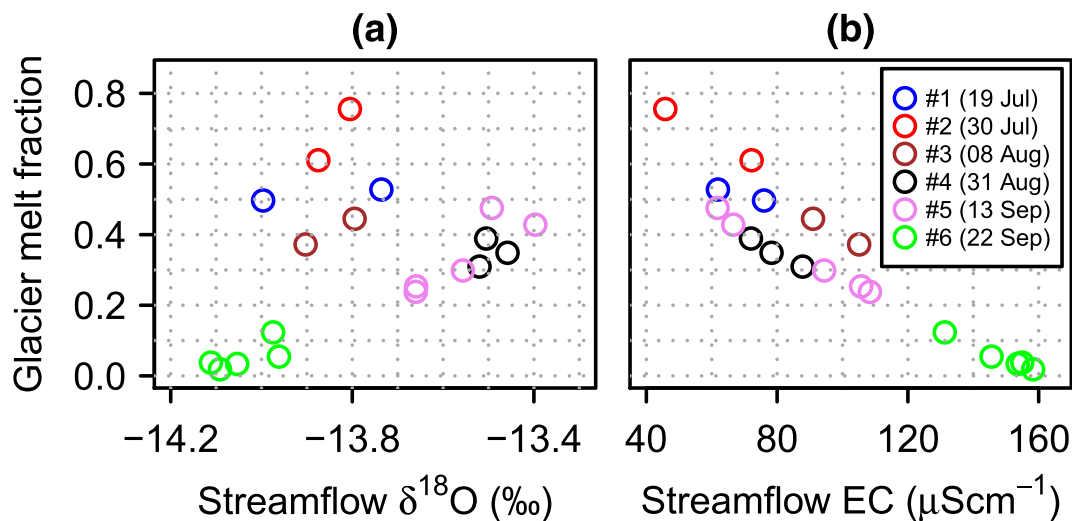 (a) (b)
Glacier melt fraction
0.8
0.6
0.4
0.2
0.0
−14.2 −13.8 −13.4
Streamflow δ¹⁸O (‰)
#1 (19 Jul)
#2 (30 Jul)
#3 (08 Aug)
#4 (31 Aug)
#5 (13 Sep)
#6 (22 Sep)
40 80 120 160
Streamflow EC (μScm⁻¹)